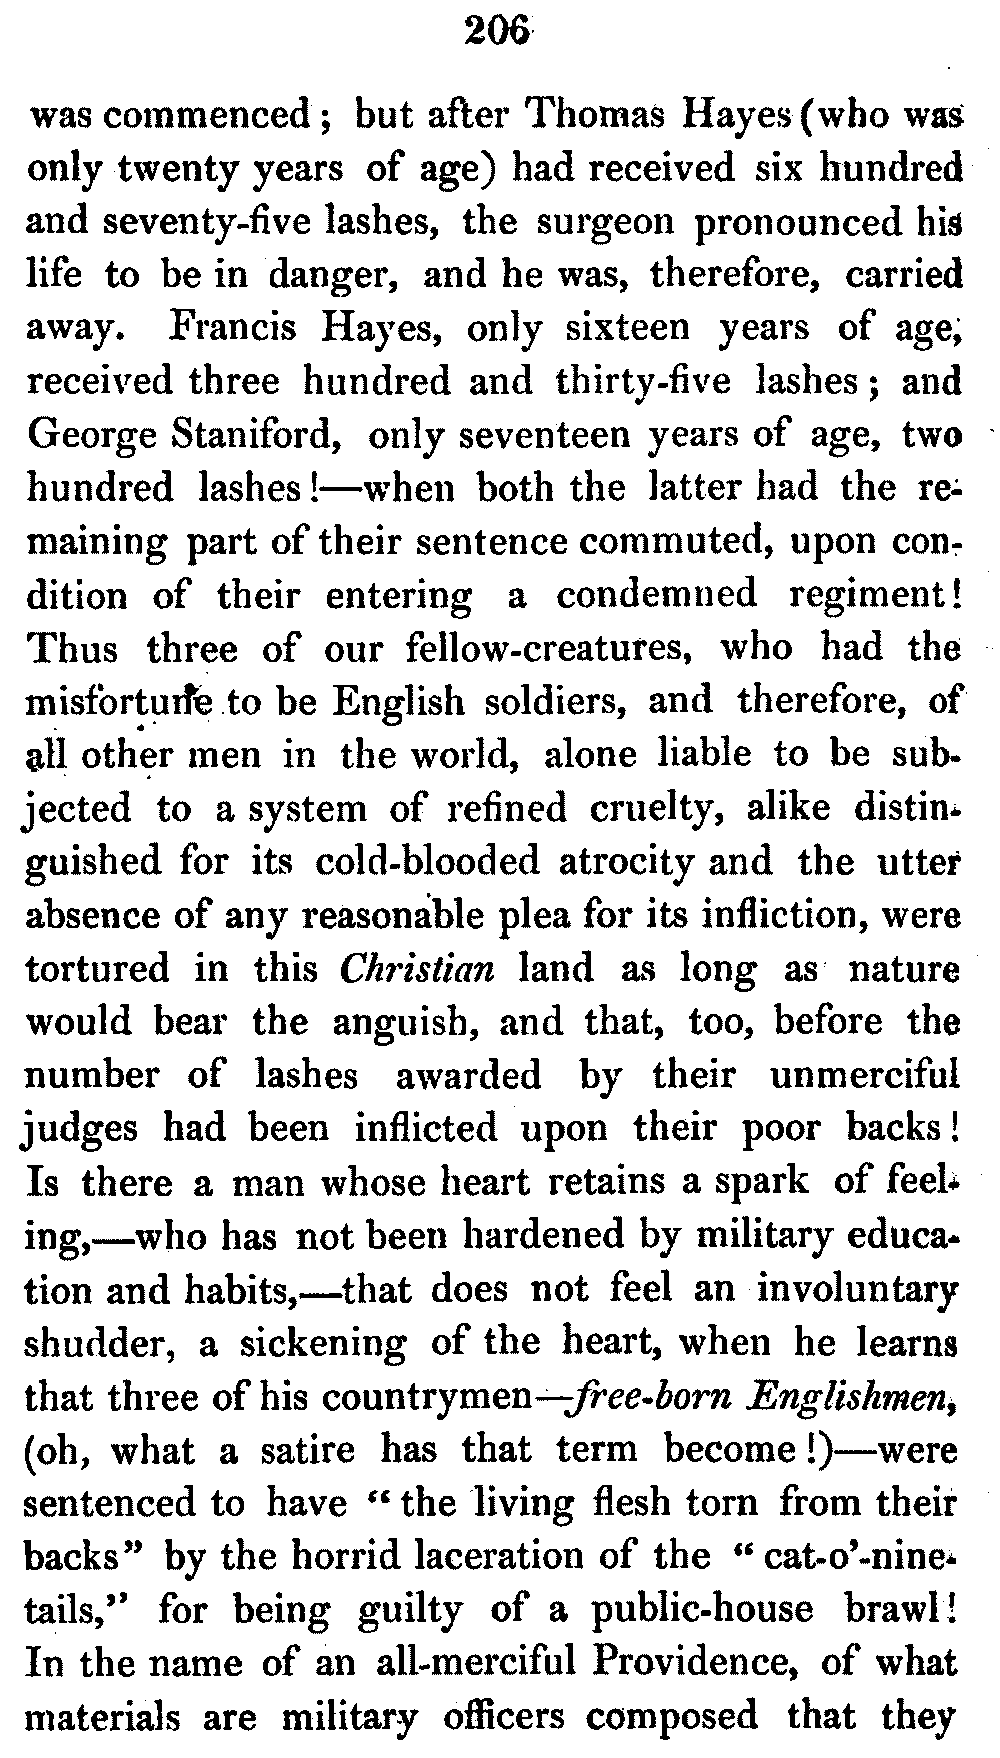 206
was commenced ; but after Thomas Hayes (who was
only twenty years of age) had received six hundred
and seventy-five lashes, the surgeon pronounced his
life to be in danger, and he was, therefore, carried
away. Francis Hayes, only sixteen years of age,
received three hundred and thirty-five lashes ; and
George Staniford, only seventeen years of age, two
hundred lashes !—when both the latter had the re-
maining part of their sentence commuted, upon con-
dition of their entering a condemned regiment!
Thus three of our fellow-creatures, who had the
misfortune to be English soldiers, and therefore, of
all other men in the world, alone liable to be sub-
jected to a system of refined cruelty, alike distin-
guished for its cold-blooded atrocity and the utter
absence of any reasonable plea for its infliction, were
tortured in this Christian land as long as nature
would bear the anguish, and that, too, before the
number of lashes awarded by their unmerciful
judges had been inflicted upon their poor backs !
Is there a man whose heart retains a spark of feel-
ing,—who has not been hardened by military educa-
tion and habits,—that does not feel an involuntary
shudder, a sickening of the heart, when he learns
that three of his countrymen—free-born Englishmen,
(oh, what a satire has that term become !)—were
sentenced to have “ the living flesh torn from their
backs” by the horrid laceration of the “ cat-o’-nine-
tails,” for being guilty of a public-house brawl!
In the name of an all-merciful Providence, of what
materials are military officers composed that they